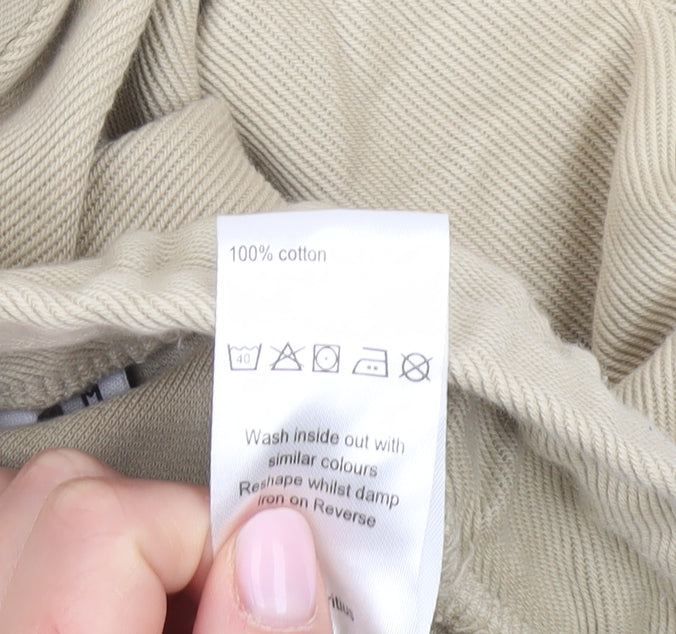 100% cotton
40
M
Wash inside out with
similar colours
Reshape whilst damp
Iron on Reverse